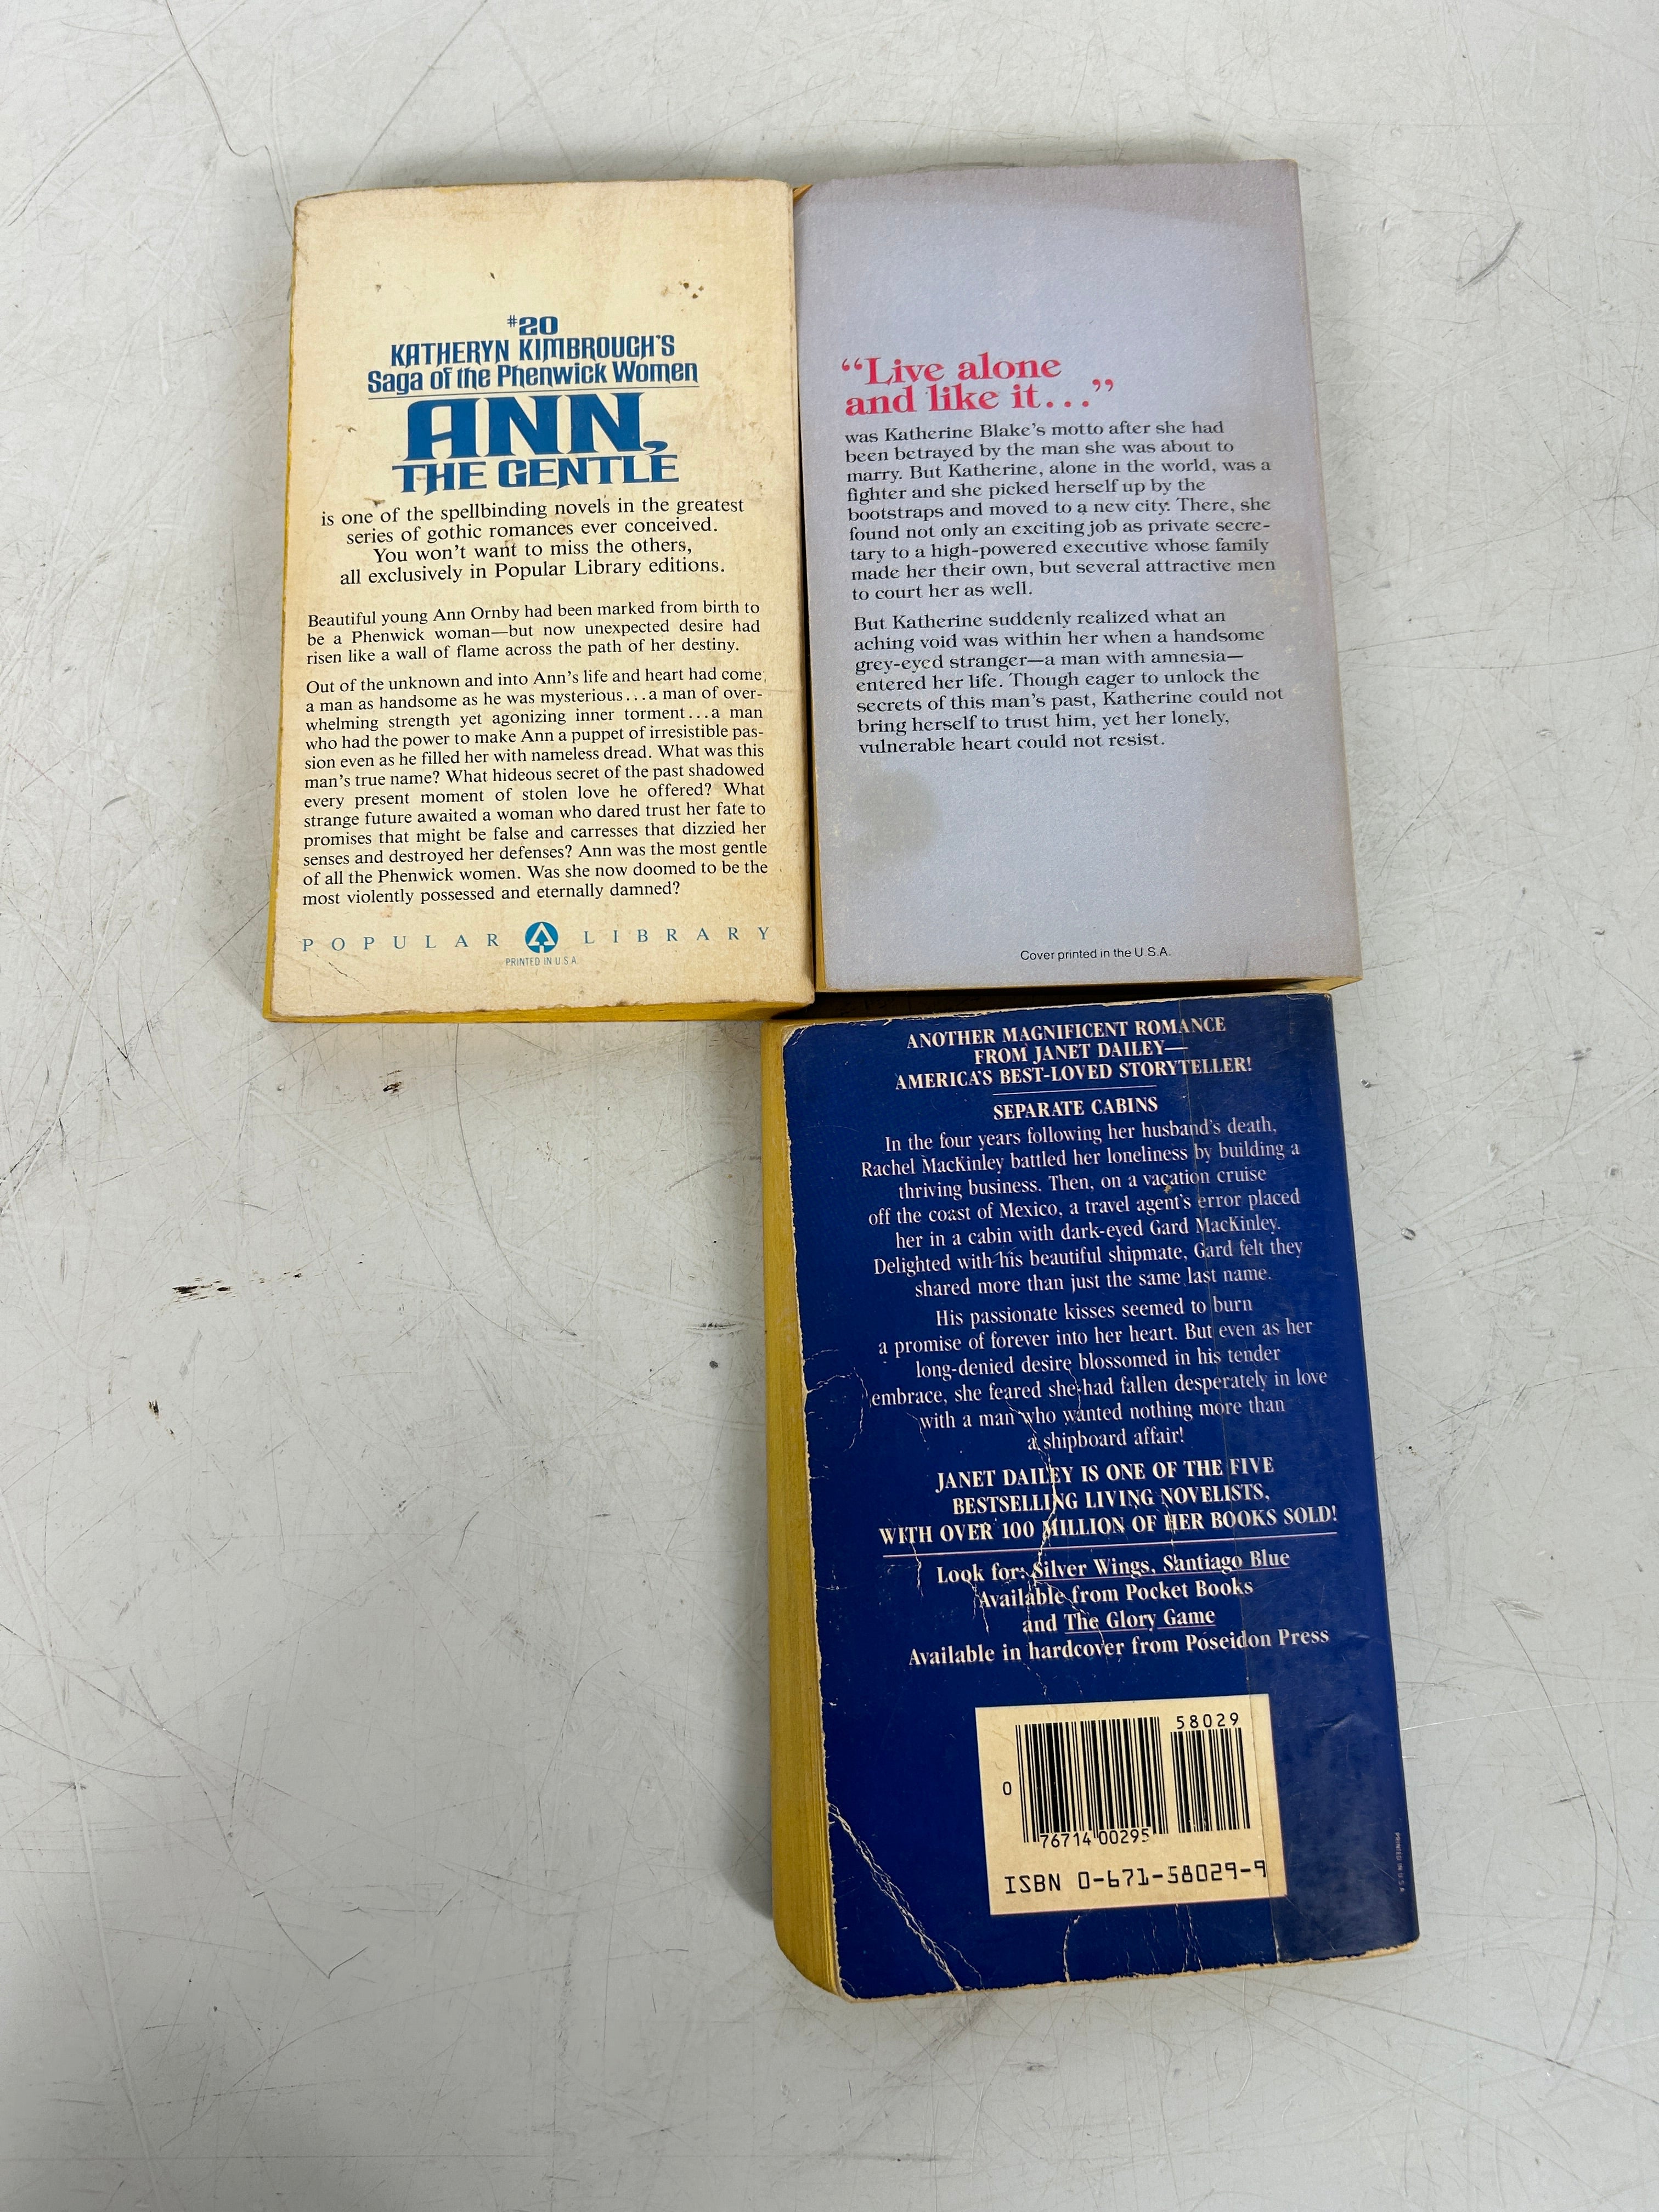 #20
KATHERYN KIMBROUGH'S
Saga of the Phenwick Women
ANN,
THE GENTLE
is one of the spellbinding novels in the greatest
series of gothic romances ever conceived.
You won't want to miss the others,
all exclusively in Popular Library editions.
Beautiful young Ann Ornby had been marked from birth to
be a Phenwick woman—but now unexpected desire had
risen like a wall of flame across the path of her destiny.
Out of the unknown and into Ann's life and heart had come
a man as handsome as he was mysterious...a man of over-
whelming strength yet agonizing inner torment...a man
who had the power to make Ann a puppet of irresistible pas-
sion even as he filled her with nameless dread. What was this
man's true name? What hideous secret of the past shadowed
every present moment of stolen love he offered? What
strange future awaited a woman who dared trust her fate to
promises that might be false and carresses that dizzied her
senses and destroyed her defenses? Ann was the most gentle
of all the Phenwick women. Was she now doomed to be the
most violently possessed and eternally damned?
POPULAR LIBRARY
PRINTED IN U.S.A.
“Live alone
and like it...”
was Katherine Blake's motto after she had
been betrayed by the man she was about to
marry. But Katherine, alone in the world, was a
fighter and she picked herself up by the
bootstraps and moved to a new city. There, she
found not only an exciting job as private secre-
tary to a high-powered executive whose family
made her their own, but several attractive men
to court her as well.
But Katherine suddenly realized what an
aching void was within her when a handsome
grey-eyed stranger—a man with amnesia—
entered her life. Though eager to unlock the
secrets of this man's past, Katherine could not
bring herself to trust him, yet her lonely,
vulnerable heart could not resist.
Cover printed in the U.S.A.
ANOTHER MAGNIFICENT ROMANCE
FROM JANET DAILEY—
AMERICA'S BEST-LOVED STORYTELLER!
SEPARATE CABINS
In the four years following her husband's death,
Rachel MacKinley battled her loneliness by building a
thriving business. Then, on a vacation cruise
off the coast of Mexico, a travel agent's error placed
her in a cabin with dark-eyed Gard MacKinley.
Delighted with his beautiful shipmate, Gard felt they
shared more than just the same last name.
His passionate kisses seemed to burn
a promise of forever into her heart. But even as her
long-denied desire blossomed in his tender
embrace, she feared she had fallen desperately in love
with a man who wanted nothing more than
a shipboard affair!
JANET DAILEY IS ONE OF THE FIVE
BESTSELLING LIVING NOVELISTS,
WITH OVER 100 MILLION OF HER BOOKS SOLD!
Look for: Silver Wings, Santiago Blue
Available from Pocket Books
and The Glory Game
Available in hardcover from Poseidon Press
58029
0
76714 00295
ISBN 0-671-58029-9
PRINTED IN U.S.A.